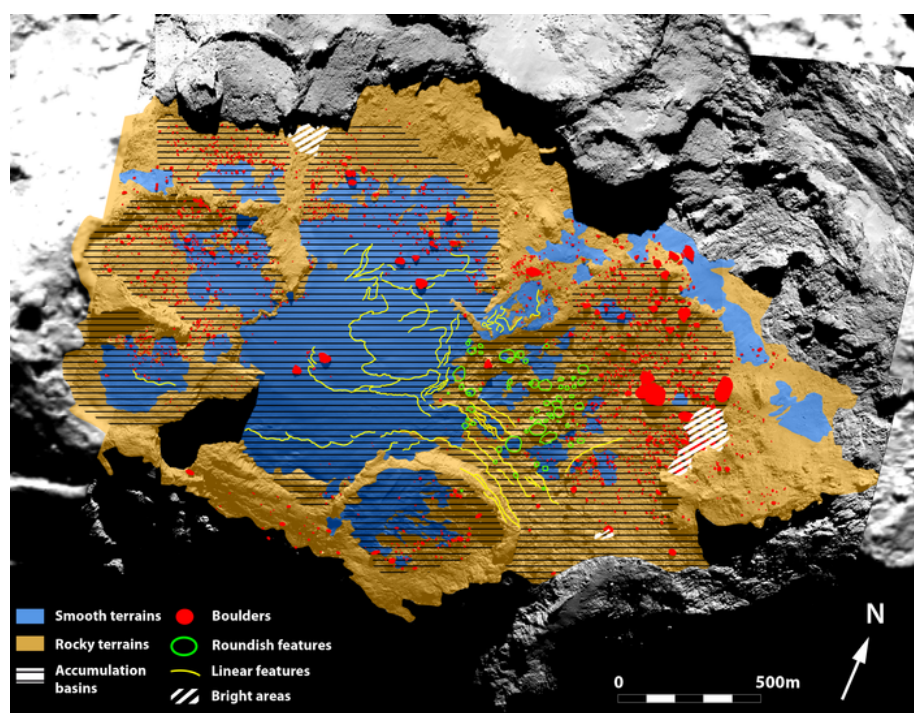 Smooth terrains
Rocky terrains
Accumulation
basins
Boulders
Roundish features
Linear features
Bright areas
0 500m
N